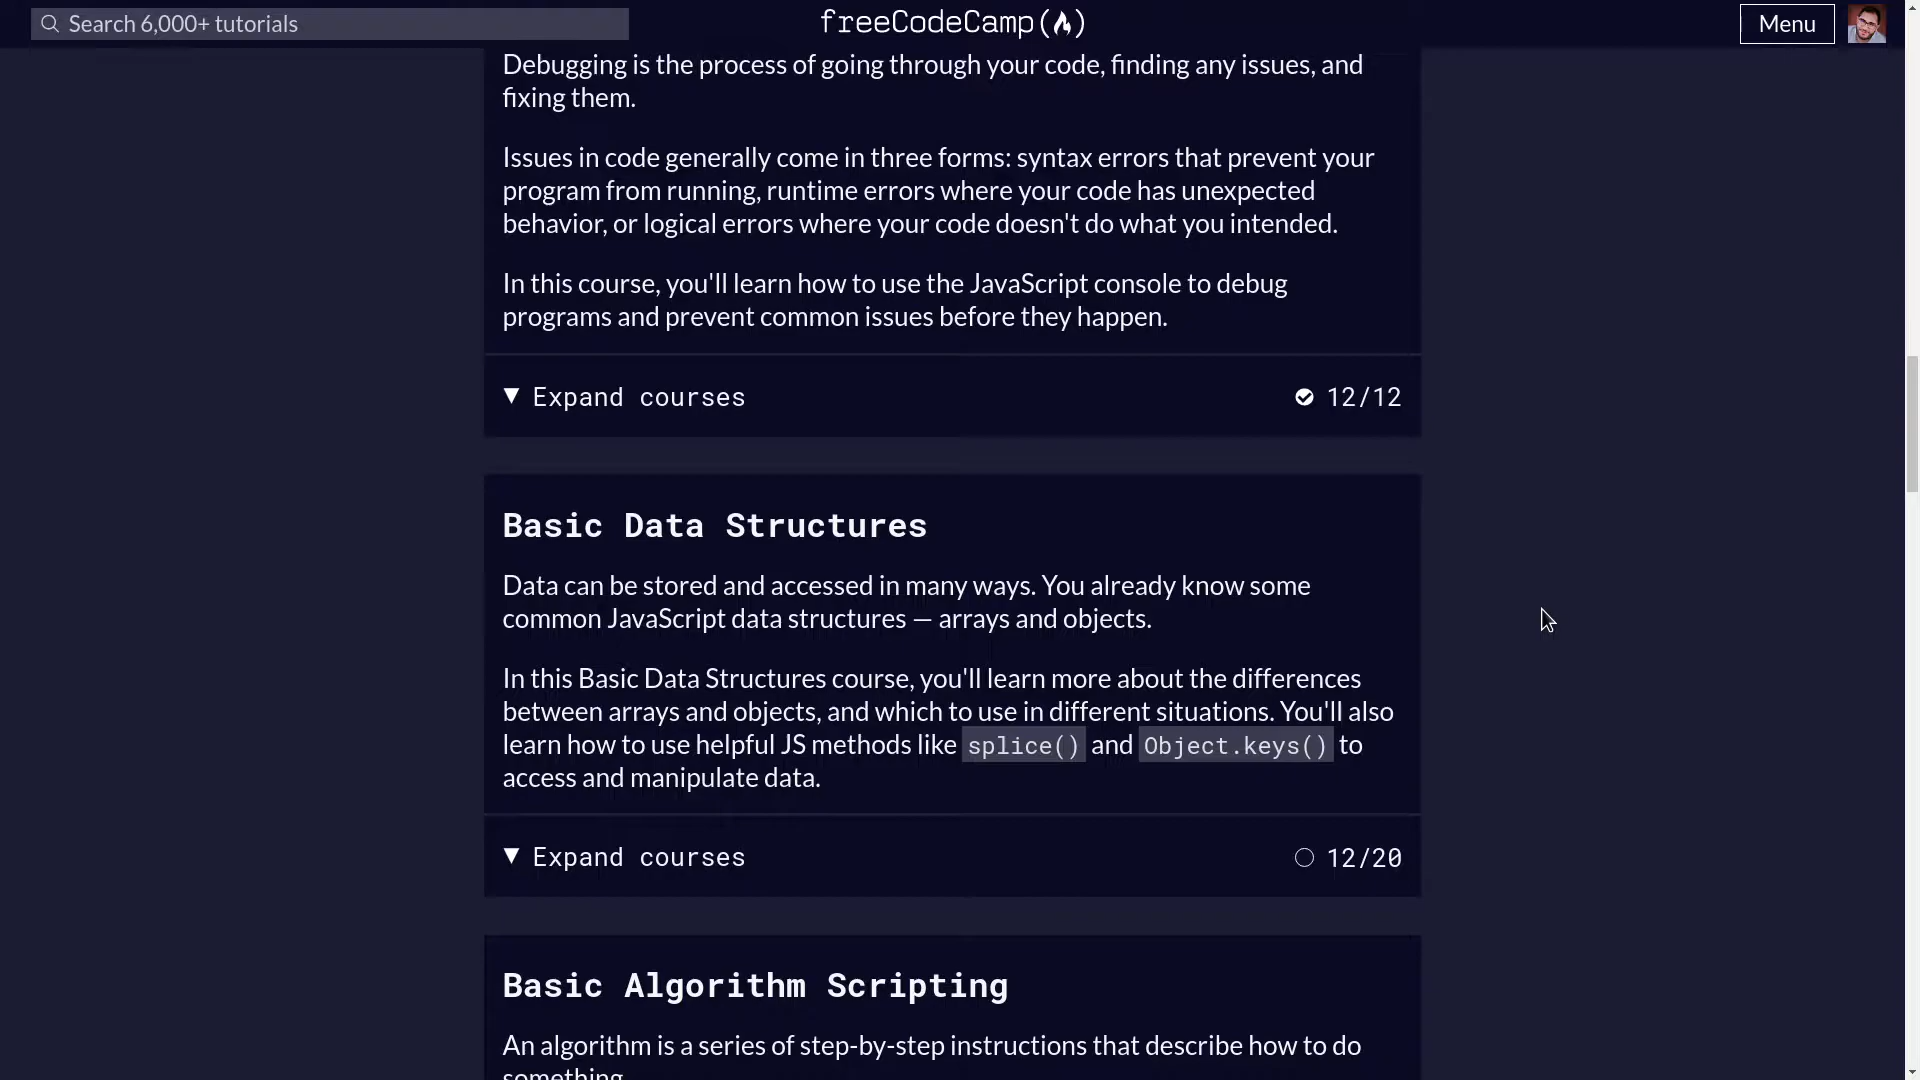 Search 6,000+ tutorials
freeCodeCamp
Menu
Debugging is the process of going through your code, finding any issues, and
fixing them.
Issues in code generally come in three forms: syntax errors that prevent your
program from running, runtime errors where your code has unexpected
behavior, or logical errors where your code doesn't do what you intended.
In this course, you'll learn how to use the JavaScript console to debug
programs and prevent common issues before they happen.
Expand courses 12/12
Basic Data Structures
Data can be stored and accessed in many ways. You already know some
common JavaScript data structures — arrays and objects.
In this Basic Data Structures course, you'll learn more about the differences
between arrays and objects, and which to use in different situations. You'll also
learn how to use helpful JS methods like splice() and Object.keys() to
access and manipulate data.
Expand courses 12/20
Basic Algorithm Scripting
An algorithm is a series of step-by-step instructions that describe how to do
something